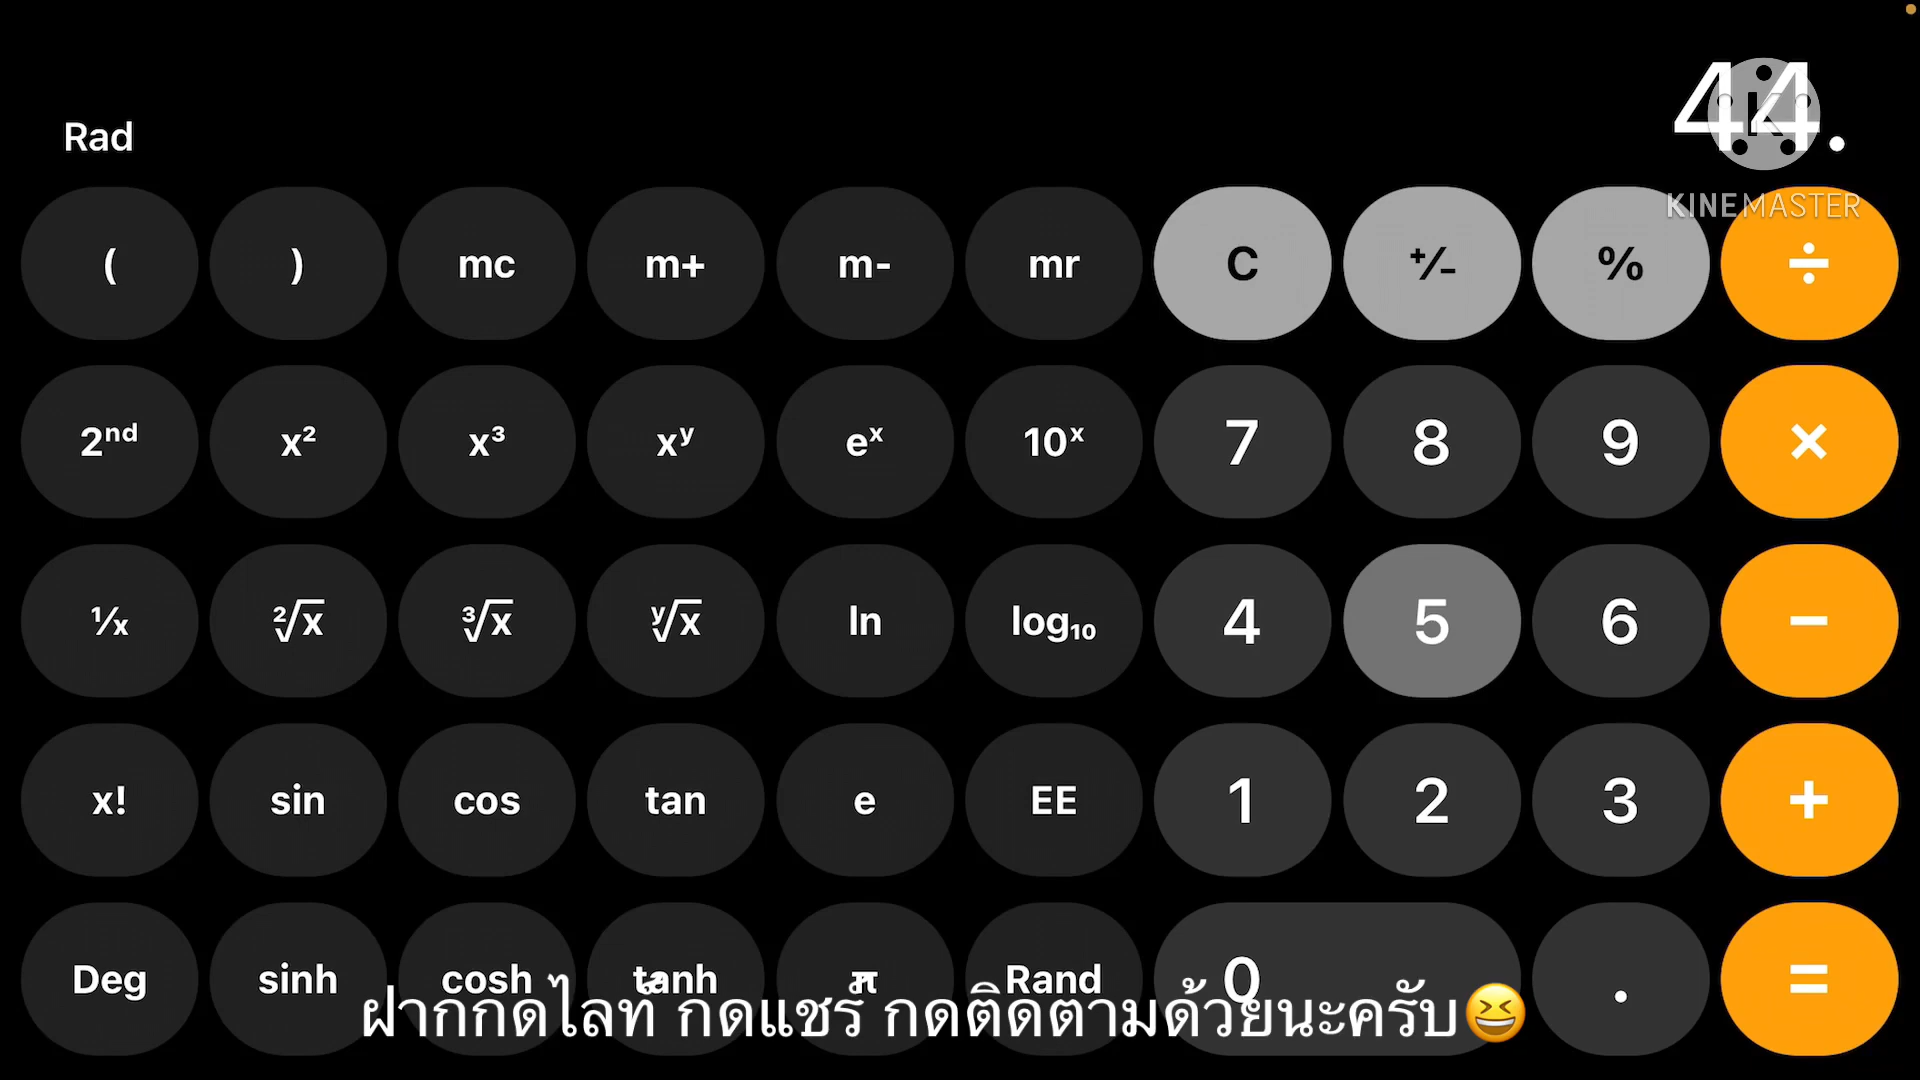 44.
Rad
KINEMASTER
( ) mc m+ m- mr C ⁺⁄₋ % ÷
2ⁿᵈ x² x³ xʸ eˣ 10ˣ 7 8 9 ×
¹⁄ₓ ²√x ³√x ʸ√x ln log₁₀ 4 5 6 −
x! sin cos tan e EE 1 2 3 +
Deg sinh cosh tanh π Rand 0 . =
ฝากกดไลท์ กดแชร์ กดติดตามด้วยนะครับ😆